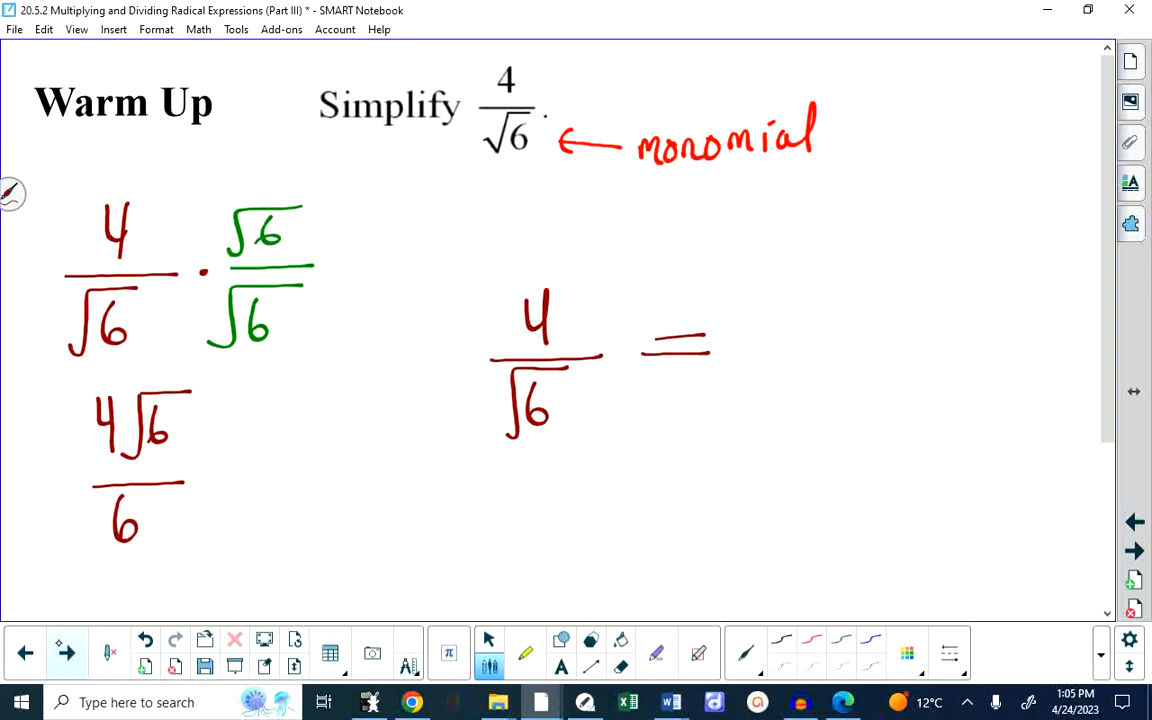 20.5.2 Multiplying and Dividing Radical Expressions (Part III) * - SMART Notebook
File Edit View Insert Format Math Tools Add-ons Account Help
Warm Up
Simplify 4/√6.
← monomial
4/√6 · √6/√6
4/√6 =
4√6/6
π
A
Type here to search
12°C
1:05 PM
4/24/2023